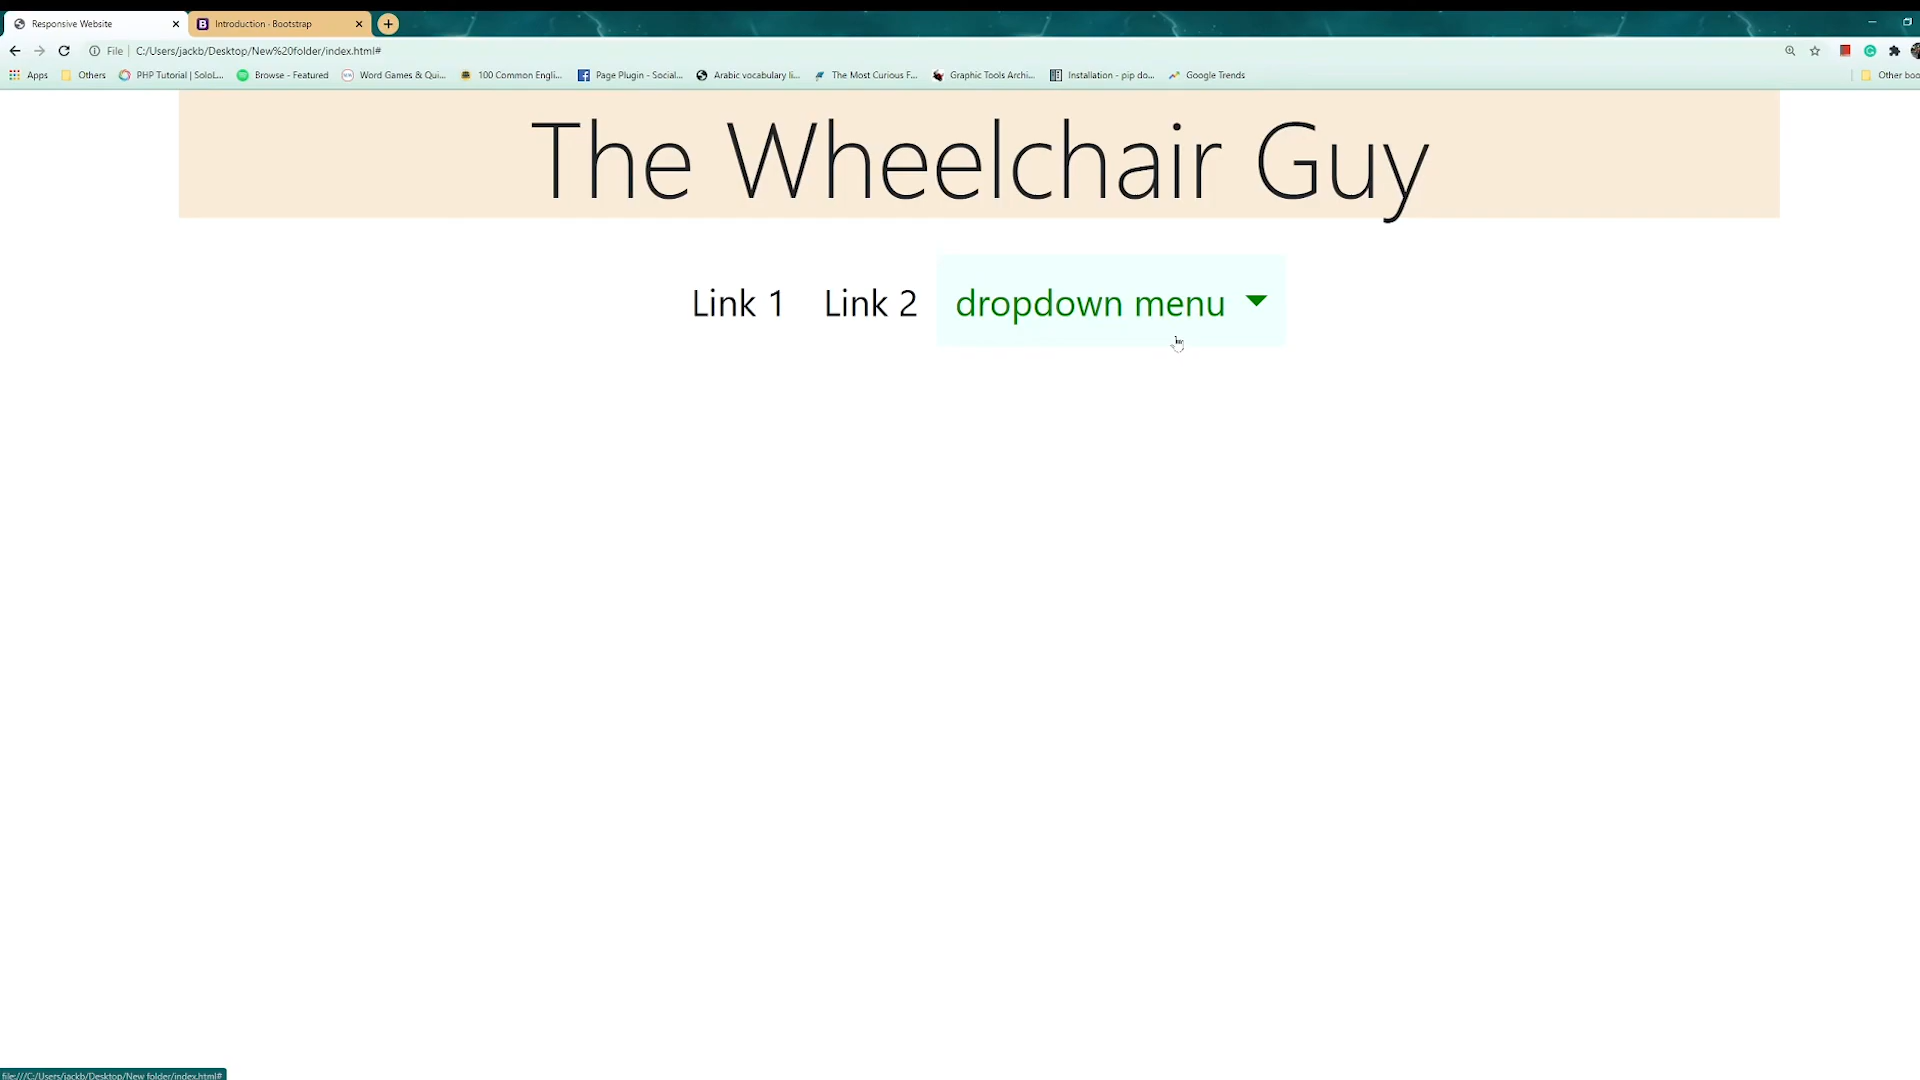 Responsive Website
Introduction · Bootstrap
File
C:/Users/jackb/Desktop/New%20folder/index.html#
Apps
Others
PHP Tutorial | SoloL...
Browse - Featured
Word Games & Qui...
100 Common Engli...
Page Plugin - Social...
Arabic vocabulary li...
The Most Curious F...
Graphic Tools Archi...
Installation - pip do...
Google Trends
Other boo
The Wheelchair Guy
Link 1 Link 2 dropdown menu
file:///C:/Users/jackb/Desktop/New folder/index.html#